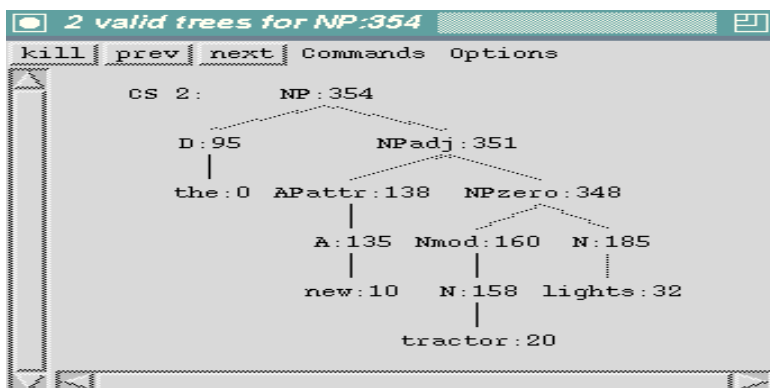 2 valid trees for NP:354
kill prev next Commands Options
CS 2: NP:354
D:95 NPadj:351
the:0 APattr:138 NPzero:348
A:135 Nmod:160 N:185
new:10 N:158 lights:32
tractor:20